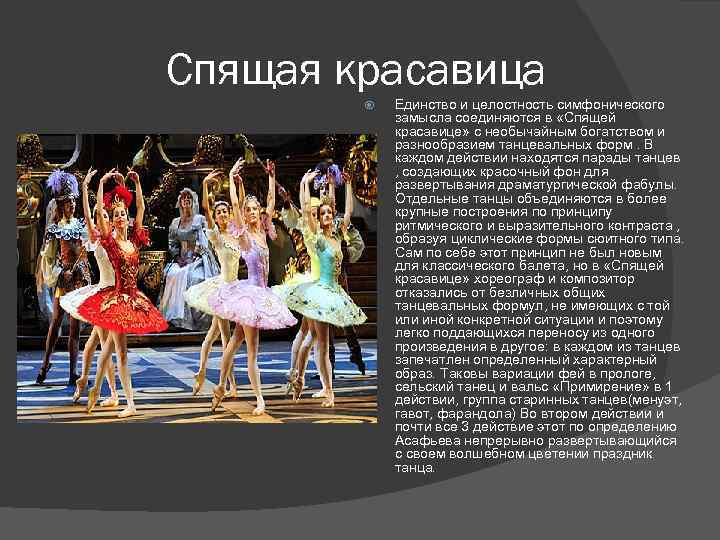 Спящая красавица
Единство и целостность симфонического
замысла соединяются в «Спящей
красавице» с необычайным богатством и
разнообразием танцевальных форм . В
каждом действии находятся парады танцев
, создающих красочный фон для
развертывания драматургической фабулы.
Отдельные танцы объединяются в более
крупные построения по принципу
ритмического и выразительного контраста ,
образуя циклические формы сюитного типа.
Сам по себе этот принцип не был новым
для классического балета, но в «Спящей
красавице» хореограф и композитор
отказались от безличных общих
танцевальных формул, не имеющих с той
или иной конкретной ситуации и поэтому
легко поддающихся переносу из одного
произведения в другое: в каждом из танцев
запечатлен определенный характерный
образ. Таковы вариации фей в прологе,
сельский танец и вальс «Примирение» в 1
действии, группа старинных танцев(менуэт,
гавот, фарандола) Во втором действии и
почти все 3 действие этот по определению
Асафьева непрерывно развертывающийся
с своем волшебном цветении праздник
танца.